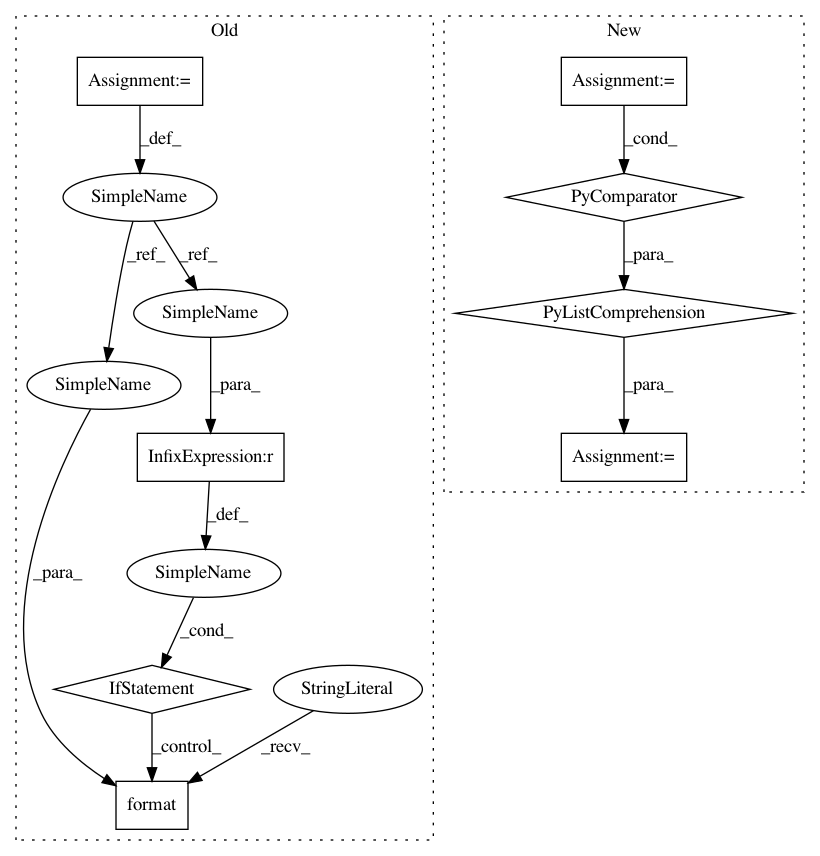 Old
Assignment:=
_def_
SimpleName
_ref_
_ref_
SimpleName
SimpleName
_para_
InfixExpression:r
_def_
_para_
SimpleName
_cond_
IfStatement
StringLiteral
_control_
_recv_
format
New
Assignment:=
_cond_
PyComparator
_para_
PyListComprehension
_para_
Assignment:=